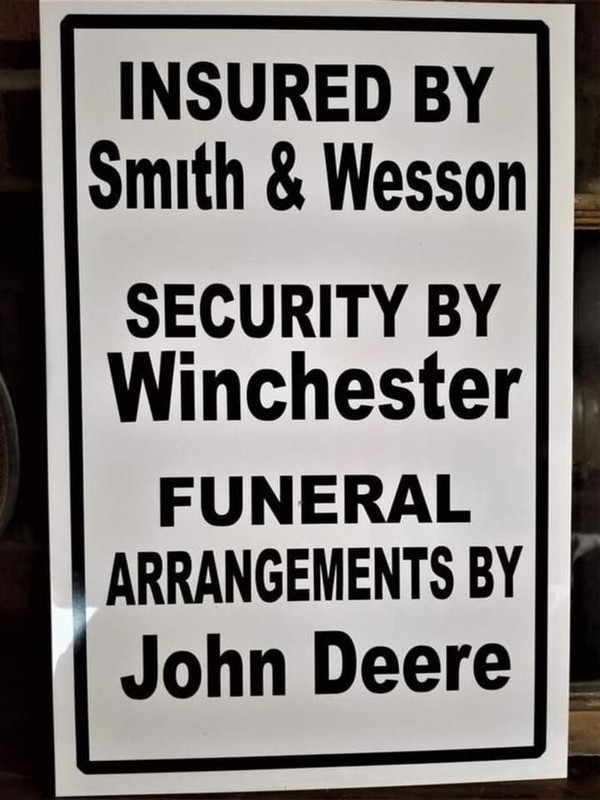 INSURED BY
Smith & Wesson
SECURITY BY
Winchester
FUNERAL
ARRANGEMENTS BY
John Deere